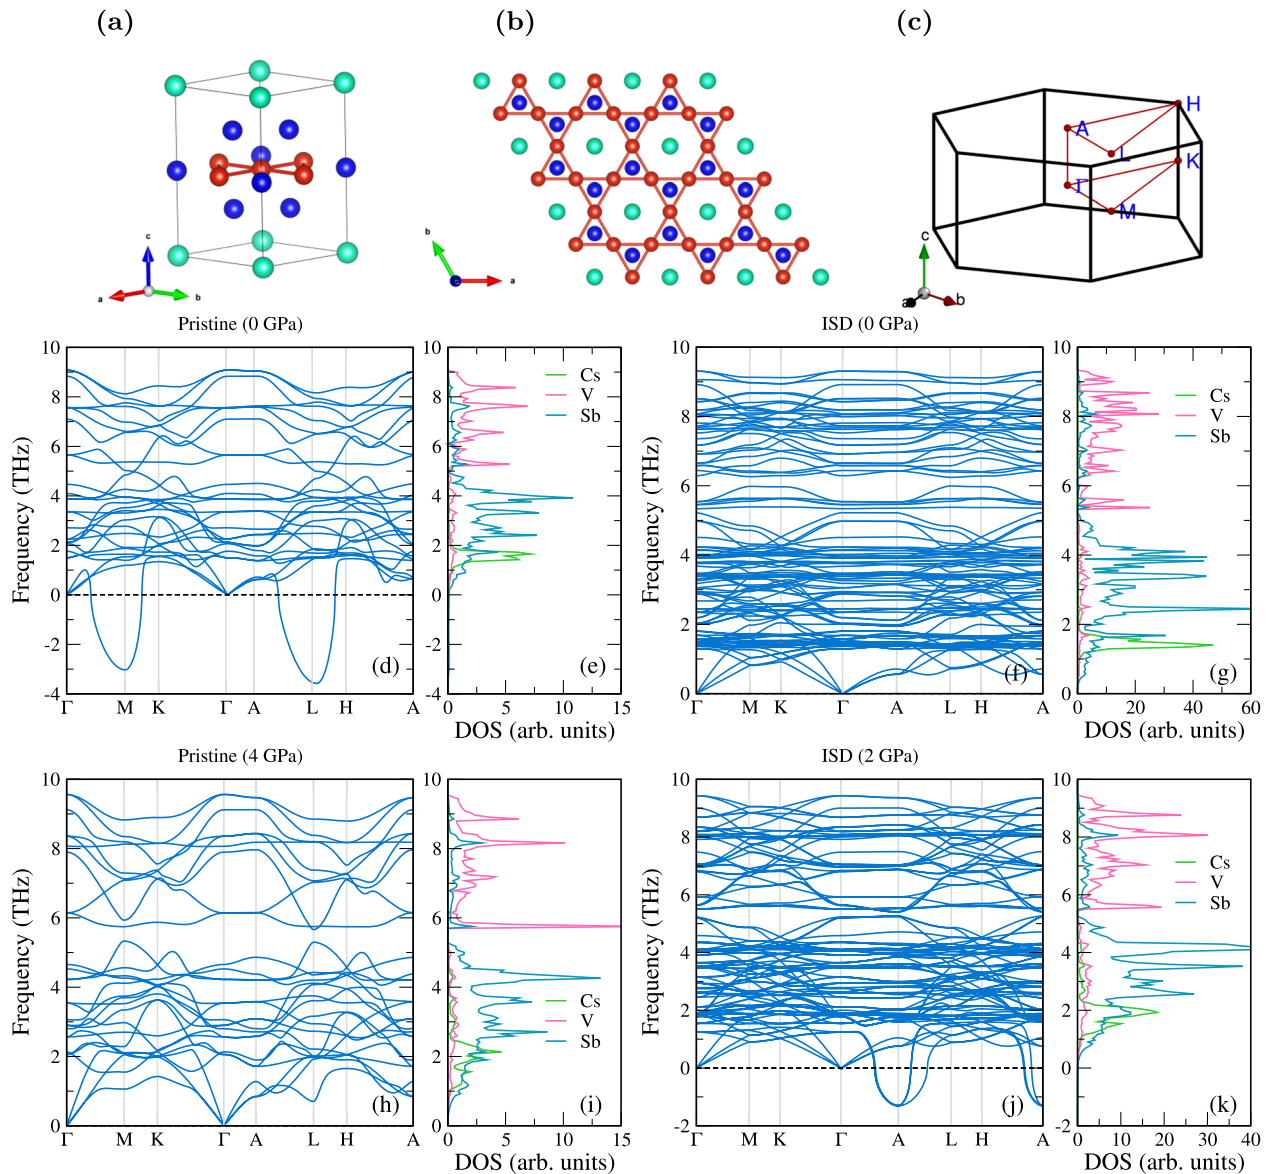 (a)
(b)
(c)
c
a
b
b
a
H
A
L
K
Γ
M
c
a
b
Pristine (0 GPa)
ISD (0 GPa)
Frequency (THz)
10
8
6
4
2
0
-2
-4
Γ M K Γ A L H A
(d)
10
8
6
4
2
0
-2
-4
Cs
V
Sb
(e)
0 5 10 15
DOS (arb. units)
Frequency (THz)
10
8
6
4
2
0
Γ M K Γ A L H A
(f)
10
8
6
4
2
0
Cs
V
Sb
(g)
0 20 40 60
DOS (arb. units)
Pristine (4 GPa)
ISD (2 GPa)
Frequency (THz)
10
8
6
4
2
0
Γ M K Γ A L H A
(h)
10
8
6
4
2
0
Cs
V
Sb
(i)
0 5 10 15
DOS (arb. units)
Frequency (THz)
10
8
6
4
2
0
-2
Γ M K Γ A L H A
(j)
10
8
6
4
2
0
-2
Cs
V
Sb
(k)
0 10 20 30 40
DOS (arb. units)